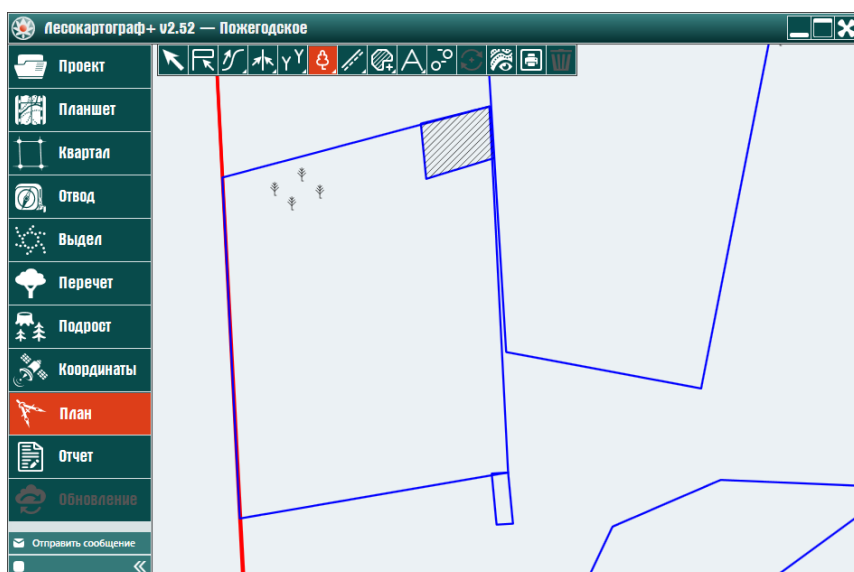 Лесокартограф+ v2.52 — Пожегодское
Проект
Планшет
Квартал
Отвод
Выдел
Перечет
Подрост
Координаты
План
Отчет
Обновление
Отправить сообщение